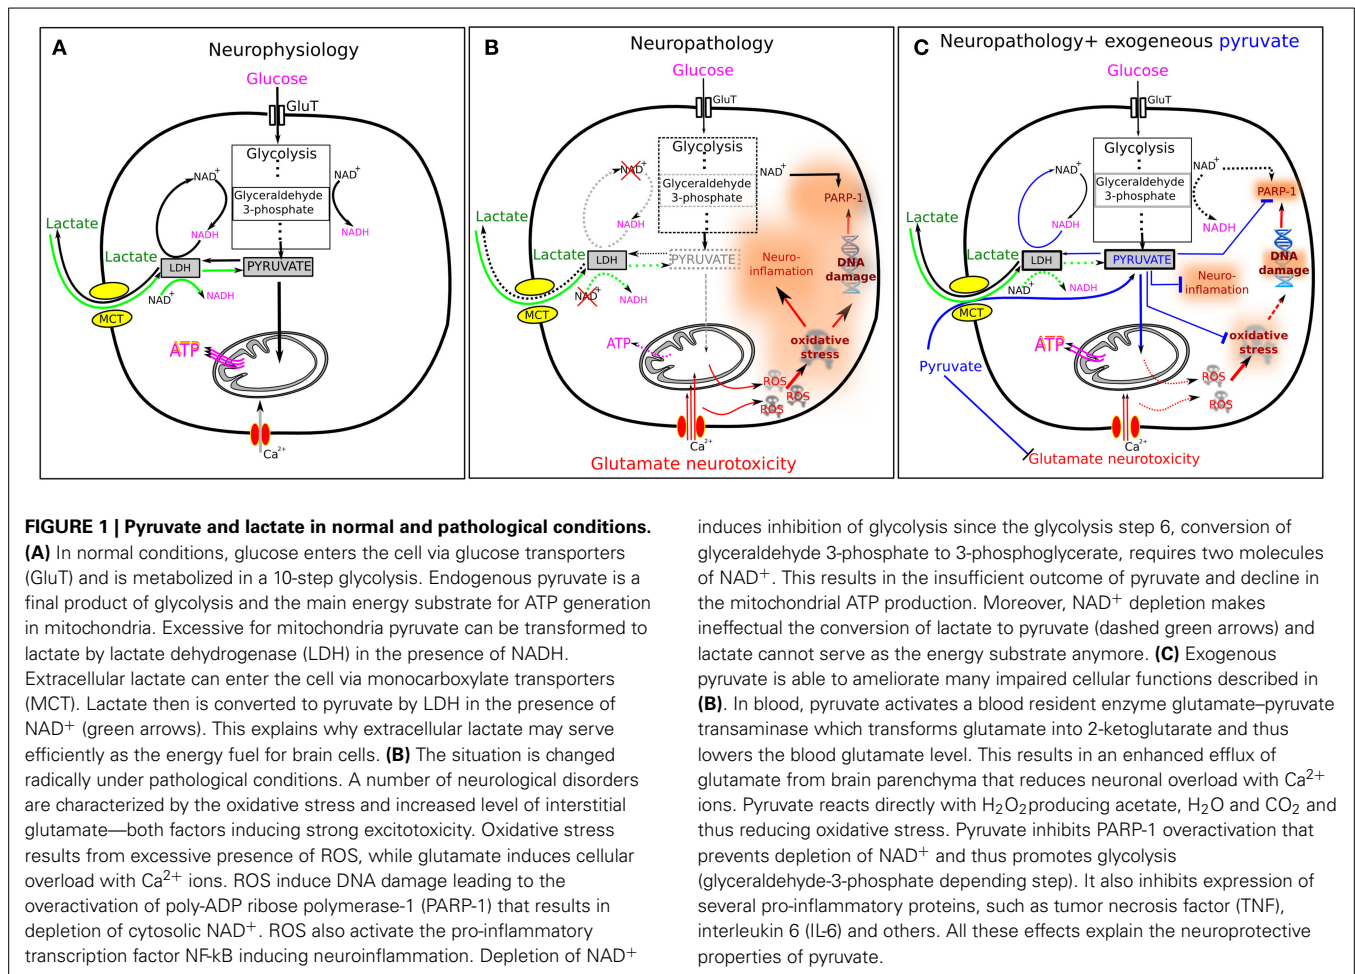 A
Neurophysiology
Glucose
GluT
Glycolysis
NAD+
NAD+
Glyceraldehyde
3-phosphate
Lactate
NADH
NADH
Lactate
LDH
PYRUVATE
NAD+
NADH
MCT
ATP
Ca2+
B
Neuropathology
Glucose
GluT
Glycolysis
NAD+
NAD+
Glyceraldehyde
3-phosphate
PARP-1
Lactate
NADH
Lactate
LDH
PYRUVATE
Neuro-
inflamation
DNA
damage
NAD+
NADH
MCT
ATP
oxidative
stress
ROS
ROS
ROS
Ca2+
Glutamate neurotoxicity
C
Neuropathology+ exogeneous pyruvate
Glucose
GluT
Glycolysis
NAD+
NAD+
Glyceraldehyde
3-phosphate
PARP-1
Lactate
NADH
NADH
LDH
PYRUVATE
DNA
damage
Neuro-
inflamation
NAD+
NADH
MCT
ATP
oxidative
stress
Pyruvate
ROS
ROS
Ca2+
Glutamate neurotoxicity
FIGURE 1 | Pyruvate and lactate in normal and pathological conditions.
(A) In normal conditions, glucose enters the cell via glucose transporters
(GluT) and is metabolized in a 10-step glycolysis. Endogenous pyruvate is a
final product of glycolysis and the main energy substrate for ATP generation
in mitochondria. Excessive for mitochondria pyruvate can be transformed to
lactate by lactate dehydrogenase (LDH) in the presence of NADH.
Extracellular lactate can enter the cell via monocarboxylate transporters
(MCT). Lactate then is converted to pyruvate by LDH in the presence of
NAD+ (green arrows). This explains why extracellular lactate may serve
efficiently as the energy fuel for brain cells. (B) The situation is changed
radically under pathological conditions. A number of neurological disorders
are characterized by the oxidative stress and increased level of interstitial
glutamate—both factors inducing strong excitotoxicity. Oxidative stress
results from excessive presence of ROS, while glutamate induces cellular
overload with Ca2+ ions. ROS induce DNA damage leading to the
overactivation of poly-ADP ribose polymerase-1 (PARP-1) that results in
depletion of cytosolic NAD+. ROS also activate the pro-inflammatory
transcription factor NF-kB inducing neuroinflammation. Depletion of NAD+
induces inhibition of glycolysis since the glycolysis step 6, conversion of
glyceraldehyde 3-phosphate to 3-phosphoglycerate, requires two molecules
of NAD+. This results in the insufficient outcome of pyruvate and decline in
the mitochondrial ATP production. Moreover, NAD+ depletion makes
ineffectual the conversion of lactate to pyruvate (dashed green arrows) and
lactate cannot serve as the energy substrate anymore. (C) Exogenous
pyruvate is able to ameliorate many impaired cellular functions described in
(B). In blood, pyruvate activates a blood resident enzyme glutamate–pyruvate
transaminase which transforms glutamate into 2-ketoglutarate and thus
lowers the blood glutamate level. This results in an enhanced efflux of
glutamate from brain parenchyma that reduces neuronal overload with Ca2+
ions. Pyruvate reacts directly with H2O2 producing acetate, H2O and CO2 and
thus reducing oxidative stress. Pyruvate inhibits PARP-1 overactivation that
prevents depletion of NAD+ and thus promotes glycolysis
(glyceraldehyde-3-phosphate depending step). It also inhibits expression of
several pro-inflammatory proteins, such as tumor necrosis factor (TNF),
interleukin 6 (IL-6) and others. All these effects explain the neuroprotective
properties of pyruvate.